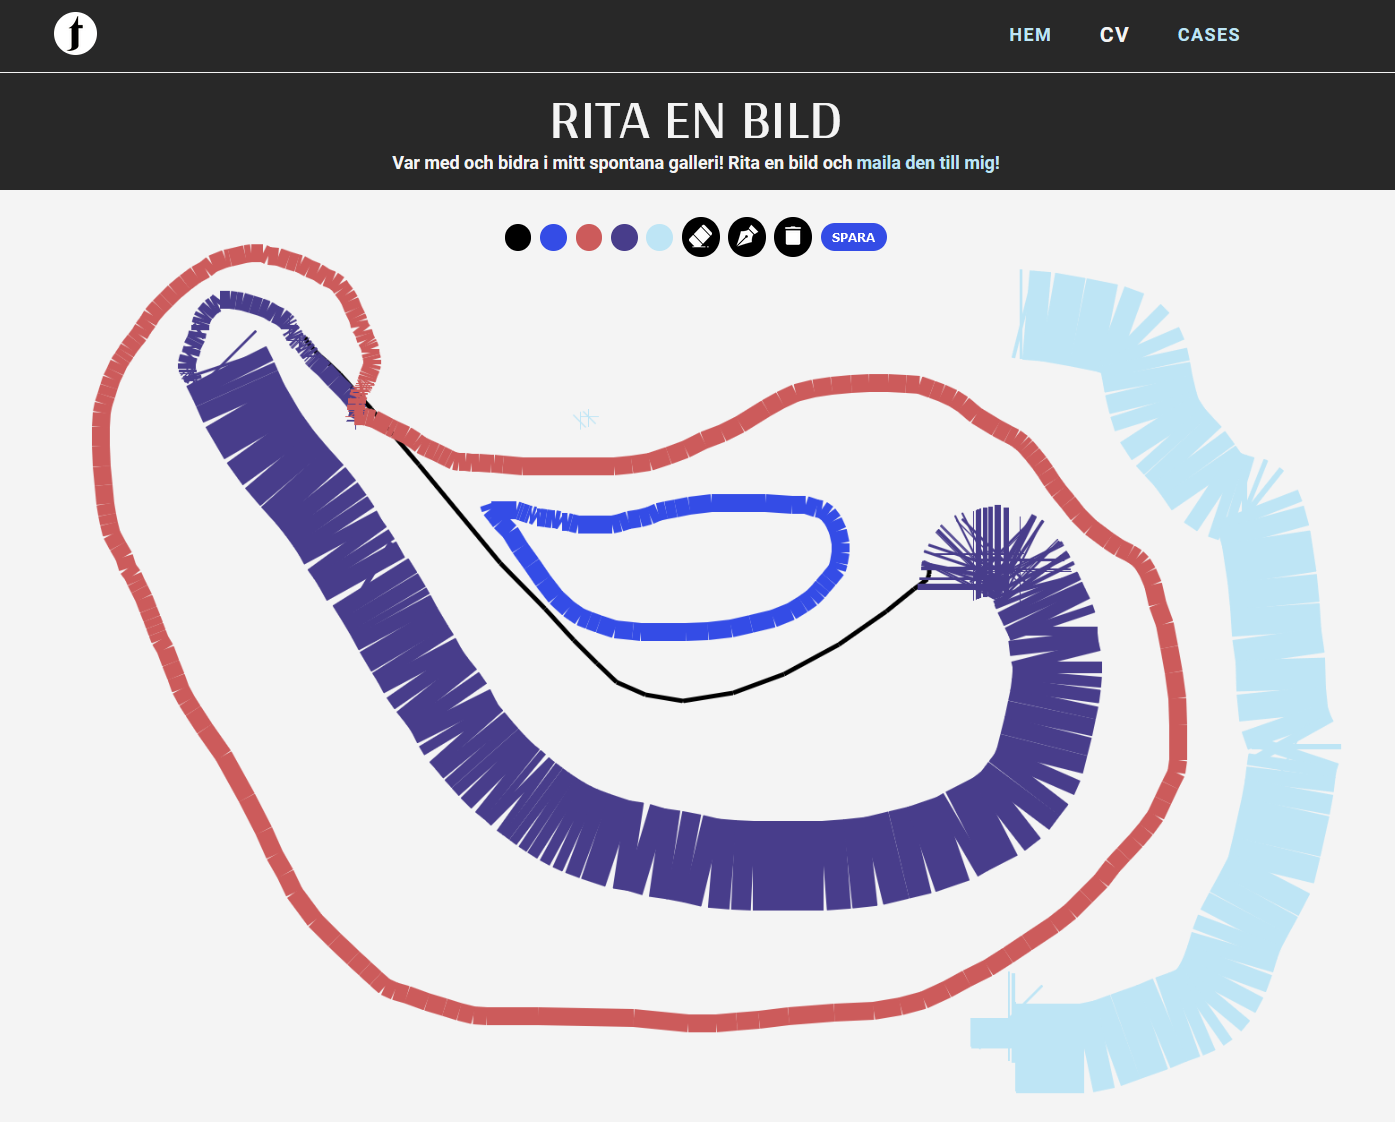 t
HEM CV CASES
RITA EN BILD
Var med och bidra i mitt spontana galleri! Rita en bild och maila den till mig!
SPARA